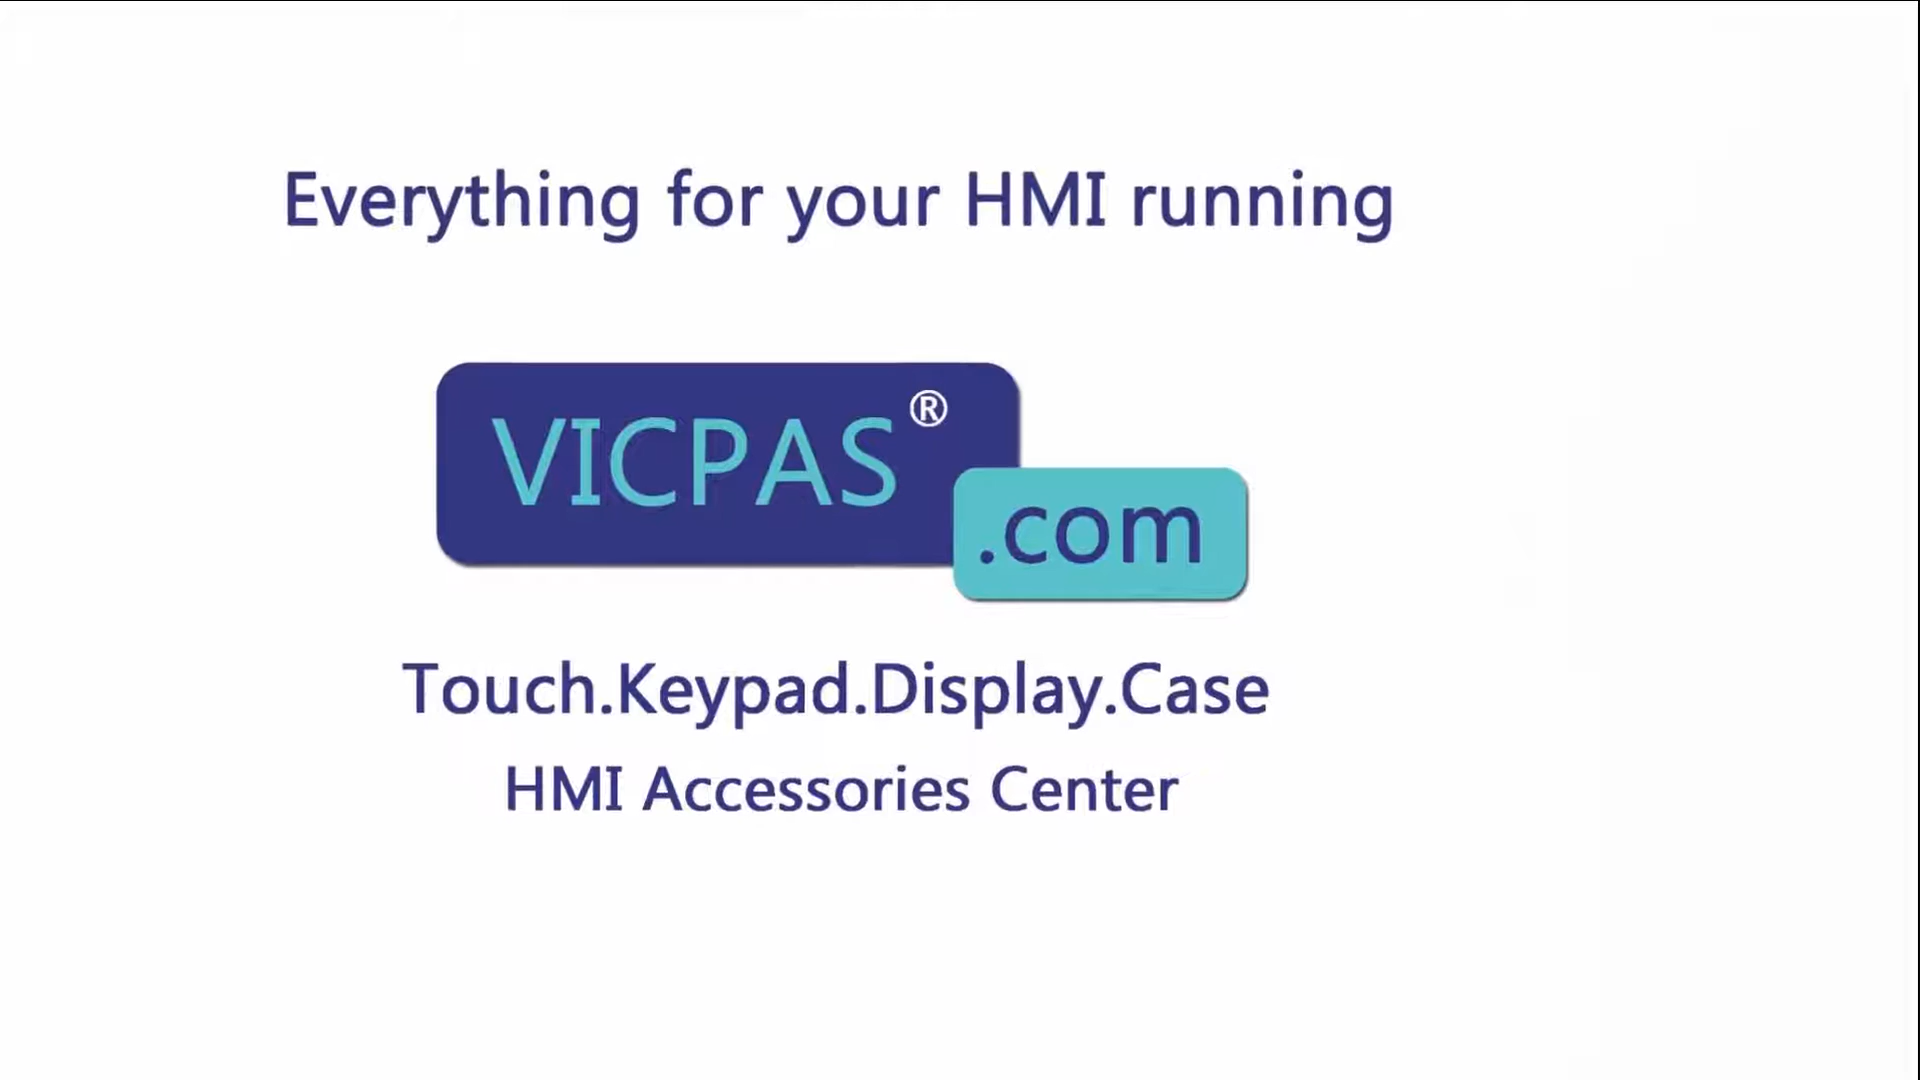 Everything for your HMI running
VICPAS®
.com
Touch.Keypad.Display.Case
HMI Accessories Center